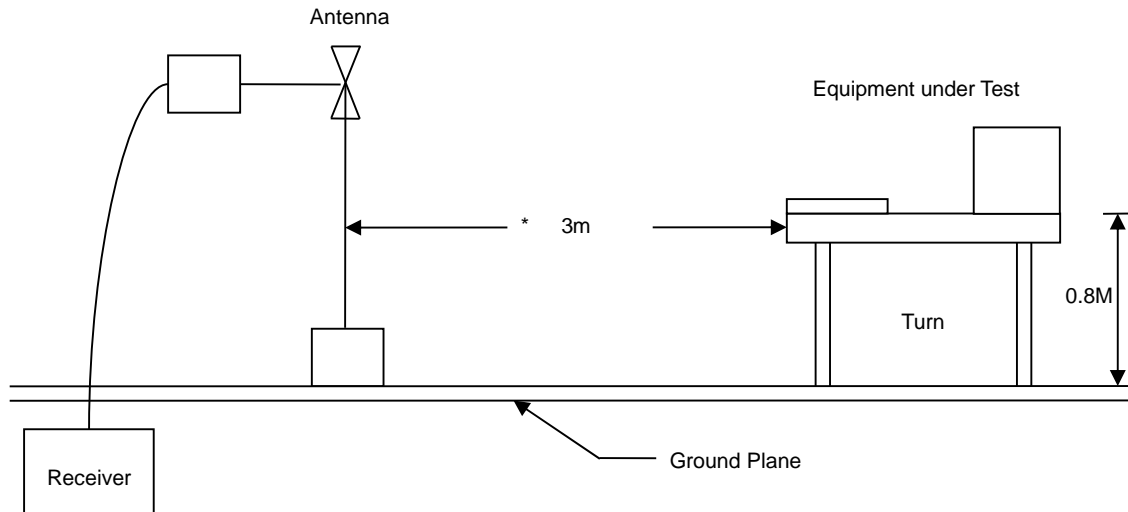 Antenna
Equipment under Test
* 3m
0.8M
Turn
Ground Plane
Receiver